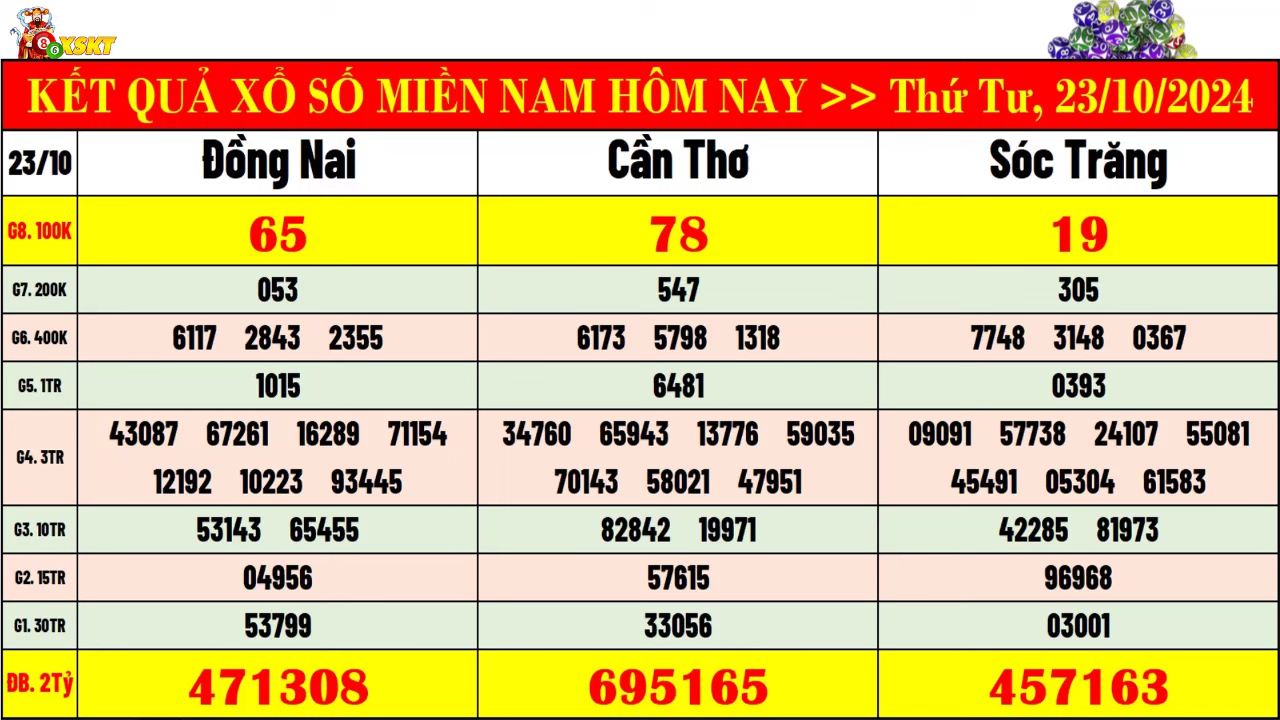 XSKT
KẾT QUẢ XỔ SỐ MIỀN NAM HÔM NAY >> Thứ Tư, 23/10/2024
23/10 Đồng Nai Cần Thơ Sóc Trăng
G8. 100K 65 78 19
G7. 200K 053 547 305
G6. 400K 6117 2843 2355 6173 5798 1318 7748 3148 0367
G5. 1TR 1015 6481 0393
43087 67261 16289 71154 34760 65943 13776 59035 09091 57738 24107 55081
G4. 3TR
12192 10223 93445 70143 58021 47951 45491 05304 61583
G3. 10TR 53143 65455 82842 19971 42285 81973
G2. 15TR 04956 57615 96968
G1. 30TR 53799 33056 03001
ĐB. 2Tỷ 471308 695165 457163